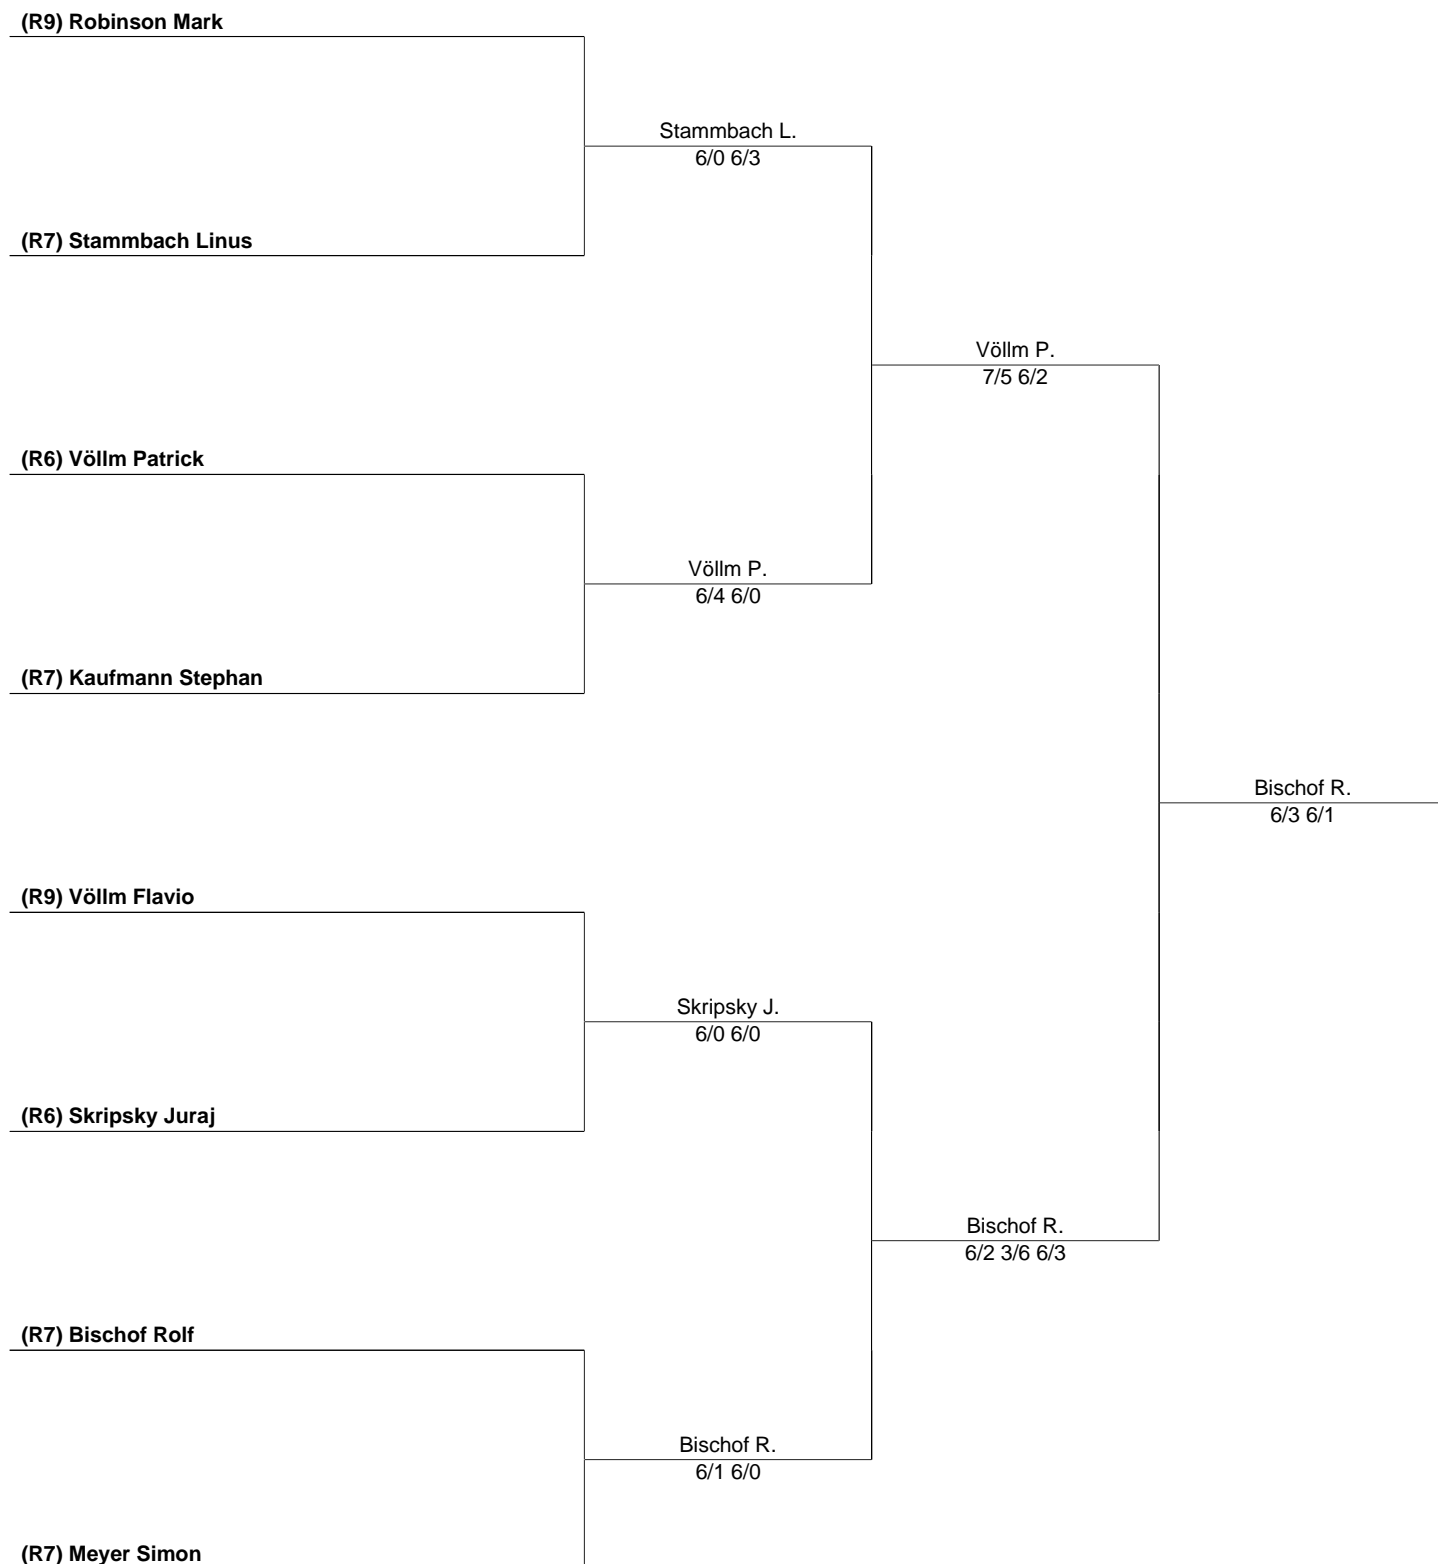 (R9) Robinson Mark
Stammbach L.
6/0 6/3
(R7) Stammbach Linus
Völlm P.
7/5 6/2
(R6) Völlm Patrick
Völlm P.
6/4 6/0
(R7) Kaufmann Stephan
Bischof R.
6/3 6/1
(R9) Völlm Flavio
Skripsky J.
6/0 6/0
(R6) Skripsky Juraj
Bischof R.
6/2 3/6 6/3
(R7) Bischof Rolf
Bischof R.
6/1 6/0
(R7) Meyer Simon